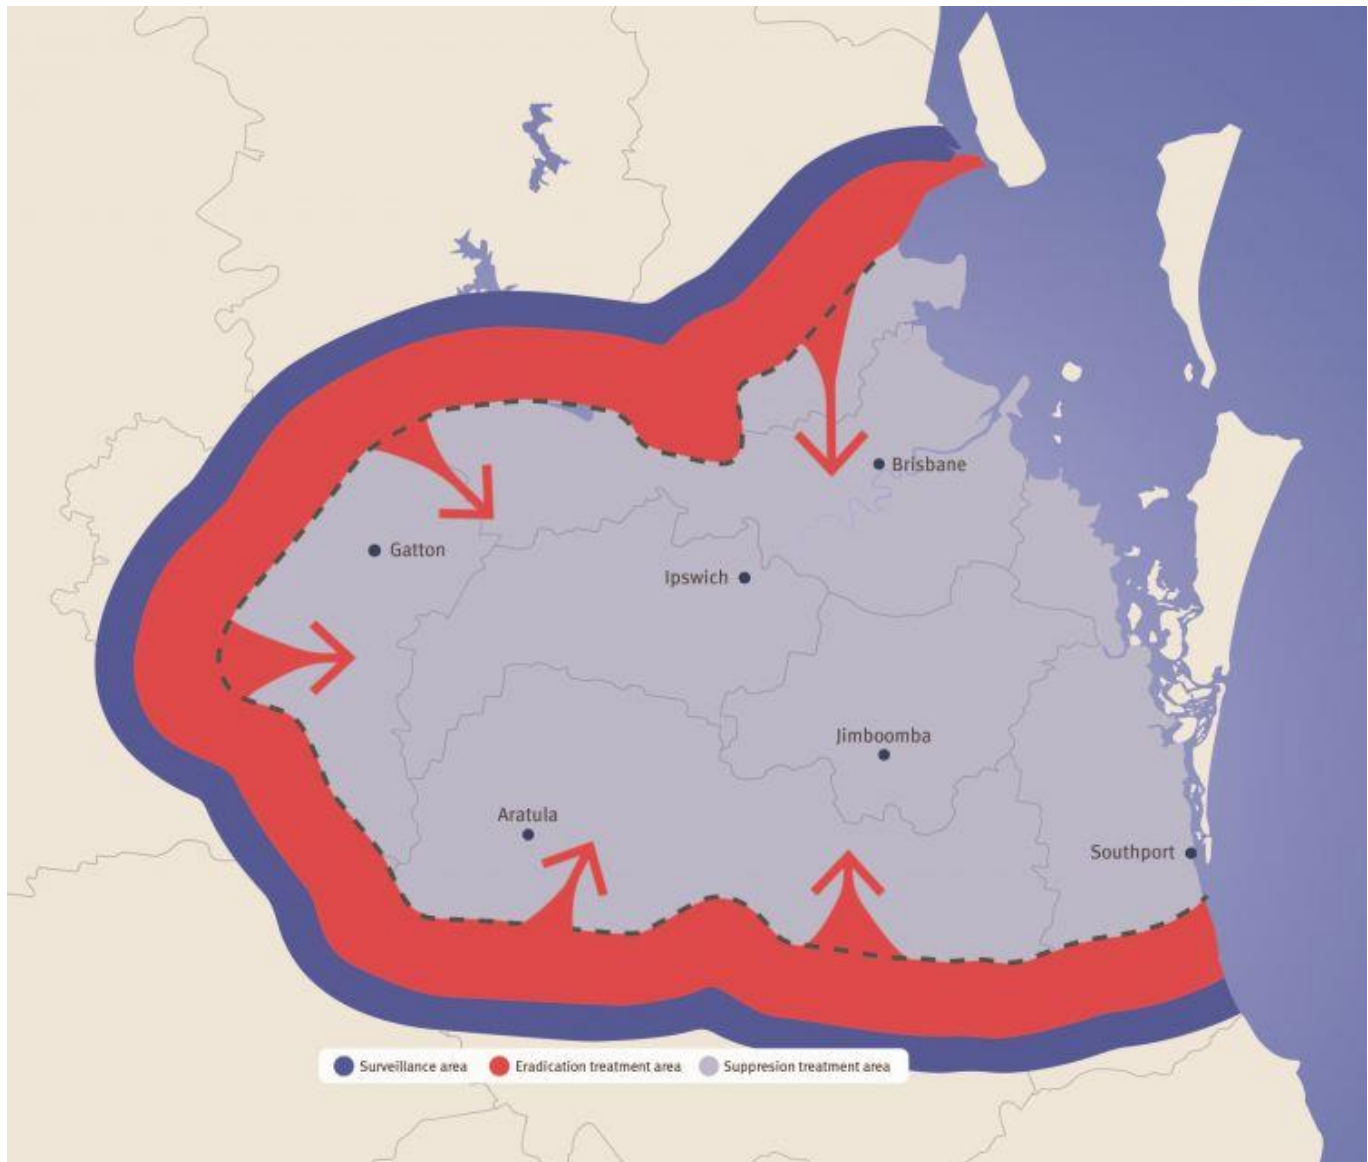 Brisbane
Gatton
Ipswich
Jimboomba
Aratula
Southport
Surveillance area
Eradication treatment area
Suppresion treatment area